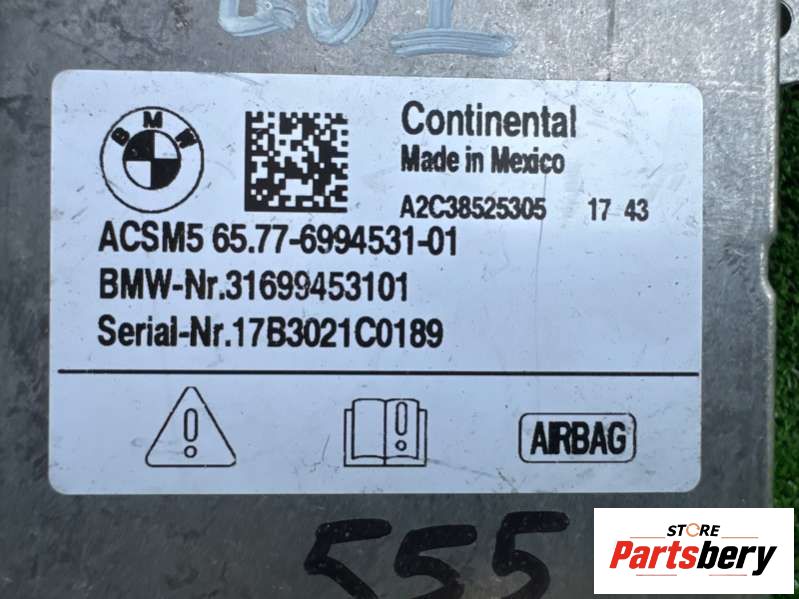 BMW
Continental
Made in Mexico
A2C38525305 17 43
ACSM5 65.77-6994531-01
BMW-Nr.31699453101
Serial-Nr.17B3021C0189
AIRBAG
555
STORE
Partsbery